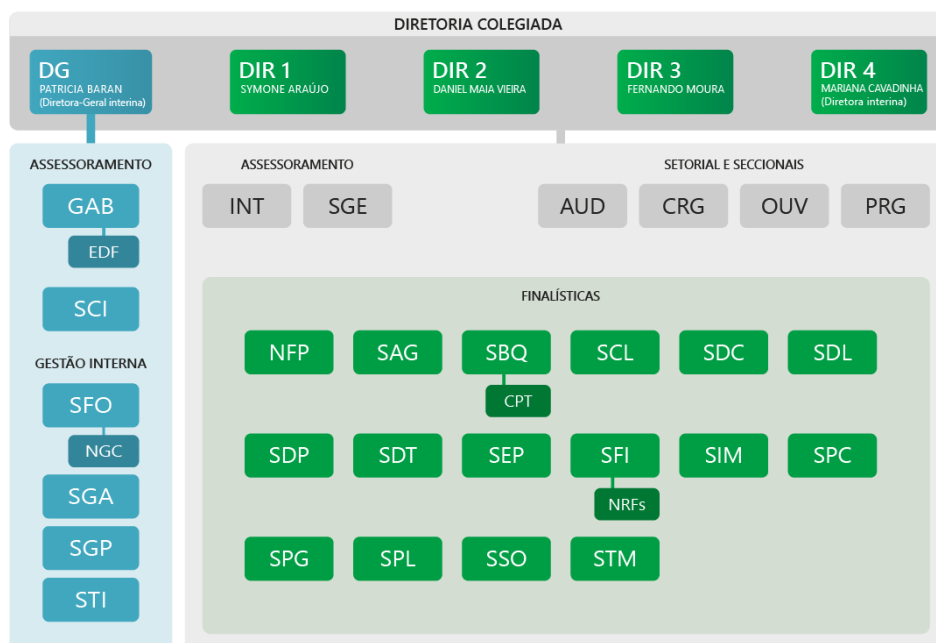 DIRETORIA COLEGIADA
DG
PATRICIA BARAN
(Diretora-Geral interina)
DIR 1
SYMONE ARAÚJO
DIR 2
DANIEL MAIA VIEIRA
DIR 3
FERNANDO MOURA
DIR 4
MARIANA CAVADINHA
(Diretora interina)
ASSESSORAMENTO
GAB
EDF
SCI
GESTÃO INTERNA
SFO
NGC
SGA
SGP
STI
ASSESSORAMENTO
INT
SGE
SETORIAL E SECCIONAIS
AUD
CRG
OUV
PRG
FINALÍSTICAS
NFP
SAG
SBQ
SCL
SDC
SDL
CPT
SDP
SDT
SEP
SFI
SIM
SPC
NRFs
SPG
SPL
SSO
STM